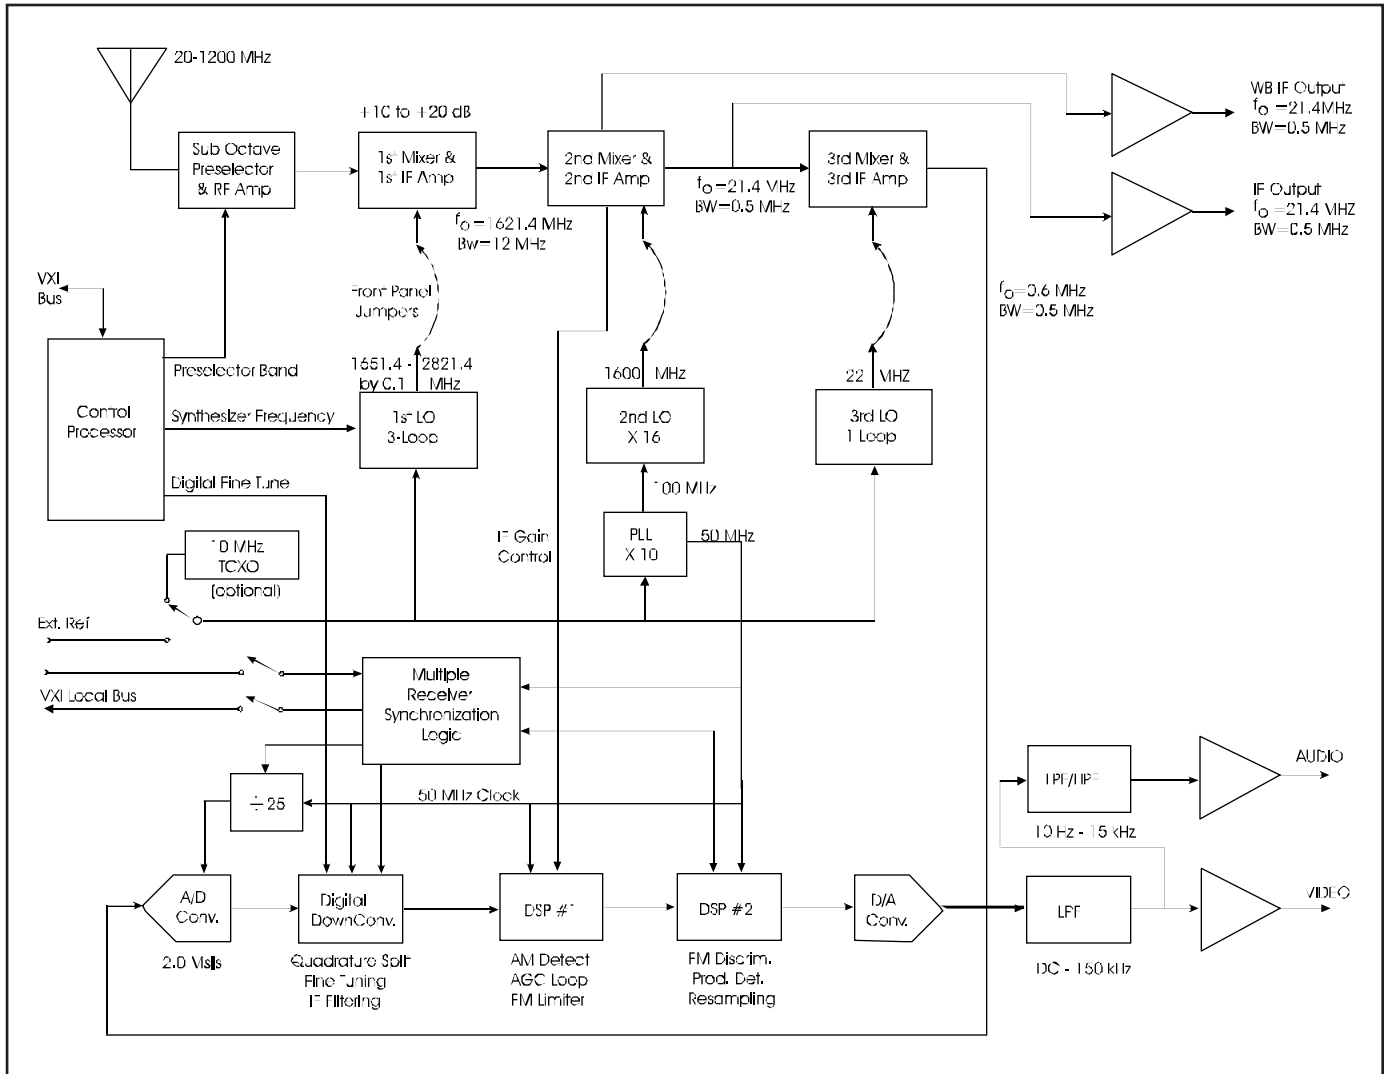 20-1200 MHz
WB IF Output
fo=21.4MHz
BW=0.5 MHz
+10 to +20 dB
Sub Octave
Preselector
& RF Amp
1st Mixer &
1st IF Amp
2nd Mixer &
2nd IF Amp
fo=21.4 MHz
BW=0.5 MHz
3rd Mixer &
3rd IF Amp
IF Output
fo=21.4 MHz
BW=0.5 MHz
fo=1621.4 MHz
Bw=12 MHz
VXI
Bus
Front Panel
Jumpers
fo=0.6 MHz
BW=0.5 MHz
Preselector Band
1651.4 - 2821.4
by 0.1 MHz
1600 MHz
22 MHZ
Control
Processor
Synthesizer Frequency
1st LO
3-Loop
2nd LO
X 16
3rd LO
1 Loop
Digital Fine Tune
100 MHz
IF Gain
Control
PLL
X 10
50 MHz
10 MHz
TCXO
(optional)
Ext. Ref
VXI Local Bus
Multiple
Receiver
Synchronization
Logic
÷ 25
50 MHz Clock
LPF/HPF
AUDIO
10 Hz - 15 kHz
A/D
Conv.
Digital
DownConv.
DSP #1
DSP #2
D/A
Conv.
LPF
VIDEO
2.0 Ms/s
Quadrature Split
Fine Tuning
IF Filtering
AM Detect
AGC Loop
FM Limiter
FM Discrim.
Prod. Det.
Resampling
DC - 150 kHz